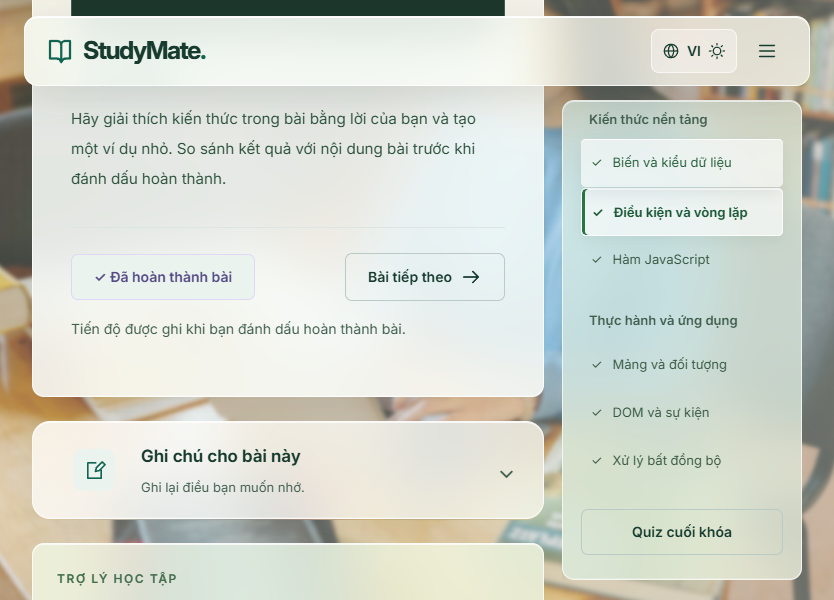 StudyMate.
VI
Hãy giải thích kiến thức trong bài bằng lời của bạn và tạo
một ví dụ nhỏ. So sánh kết quả với nội dung bài trước khi
đánh dấu hoàn thành.
✓ Đã hoàn thành bài
Bài tiếp theo →
Tiến độ được ghi khi bạn đánh dấu hoàn thành bài.
Ghi chú cho bài này
Ghi lại điều bạn muốn nhớ.
TRỢ LÝ HỌC TẬP
Kiến thức nền tảng
✓ Biến và kiểu dữ liệu
✓ Điều kiện và vòng lặp
✓ Hàm JavaScript
Thực hành và ứng dụng
✓ Mảng và đối tượng
✓ DOM và sự kiện
✓ Xử lý bất đồng bộ
Quiz cuối khóa